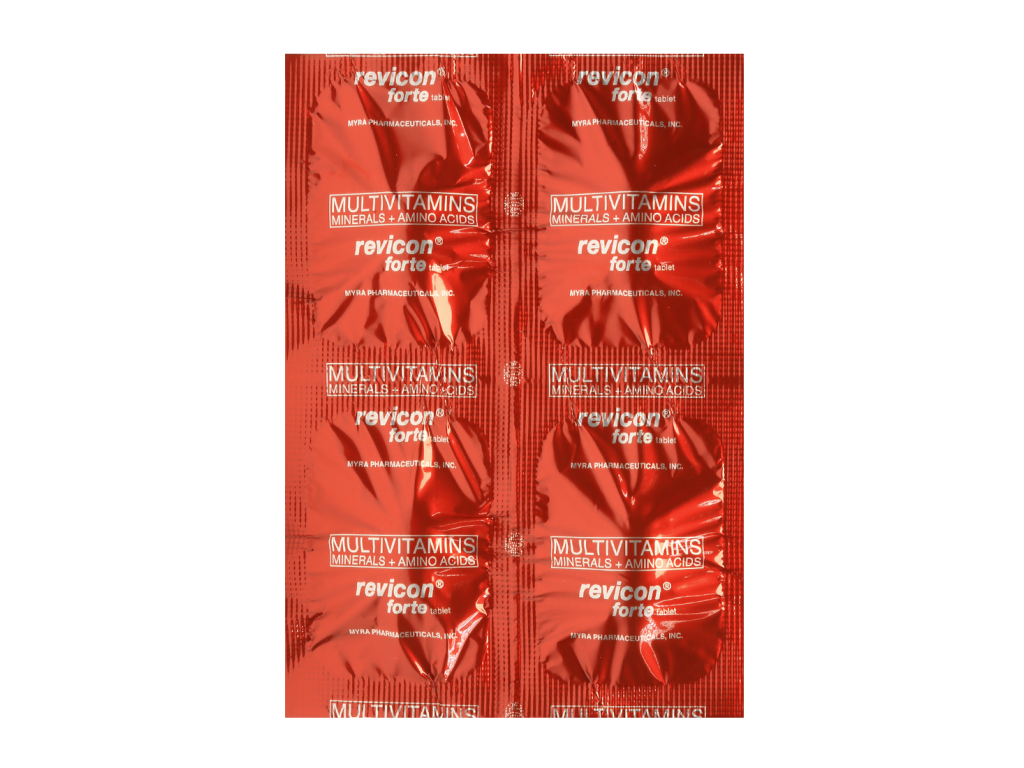 revicon® revicon®
forte tablet forte tablet
MYRA PHARMACEUTICALS, INC. MYRA PHARMACEUTICALS, INC.
MULTIVITAMINS MULTIVITAMINS
MINERALS + AMINO ACIDS MINERALS + AMINO ACIDS
revicon® revicon®
forte tablet forte tablet
MYRA PHARMACEUTICALS, INC. MYRA PHARMACEUTICALS, INC.
MULTIVITAMINS MULTIVITAMINS
MINERALS + AMINO ACIDS MINERALS + AMINO ACIDS
revicon® revicon®
forte tablet forte tablet
MYRA PHARMACEUTICALS, INC. MYRA PHARMACEUTICALS, INC.
MULTIVITAMINS MULTIVITAMINS
MINERALS + AMINO ACIDS MINERALS + AMINO ACIDS
revicon® revicon®
forte tablet forte tablet
MYRA PHARMACEUTICALS, INC. MYRA PHARMACEUTICALS, INC.
MULTIVITAMINS MULTIVITAMINS